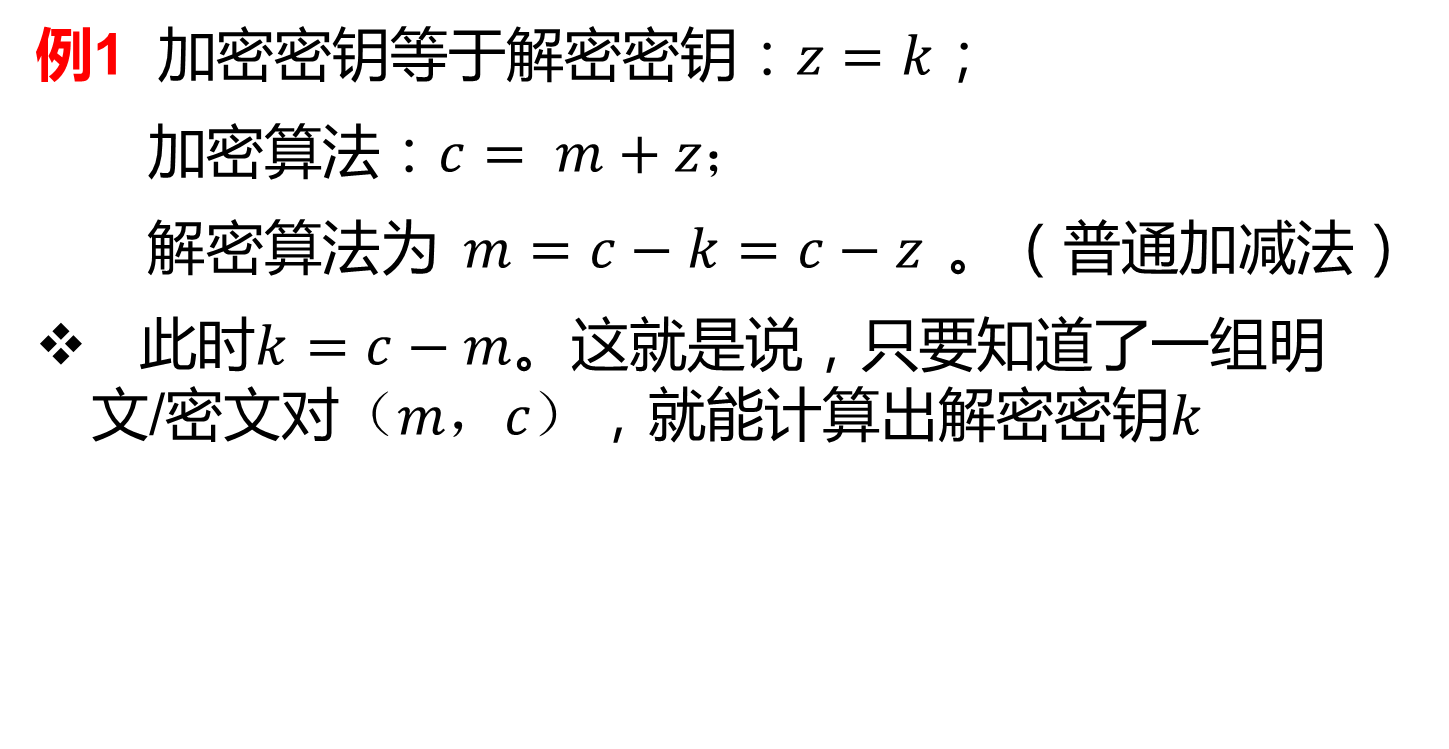 例1 加密密钥等于解密密钥：𝑧 = 𝑘；
加密算法：𝑐 = 𝑚 + 𝑧;
解密算法为 𝑚 = 𝑐 − 𝑘 = 𝑐 − 𝑧 。（普通加减法）
❖ 此时𝑘 = 𝑐 − 𝑚。这就是说，只要知道了一组明
文/密文对（𝑚，𝑐），就能计算出解密密钥𝑘